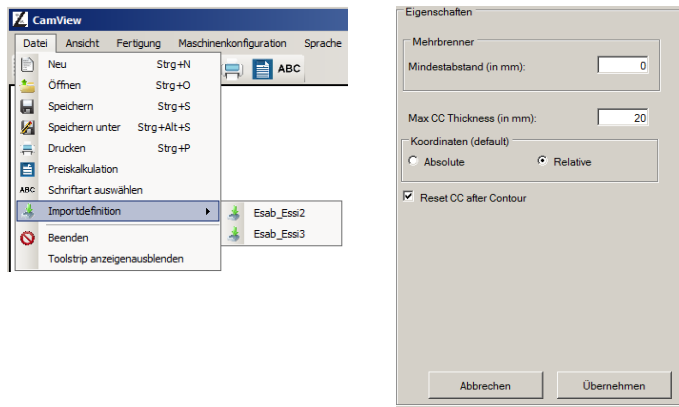 CamView
Datei Ansicht Fertigung Maschinenkonfiguration Sprache
ABC
Neu Strg+N
Öffnen Strg+O
Speichern Strg+S
Speichern unter Strg+Alt+S
Drucken Strg+P
Preiskalkulation
ABC Schriftart auswählen
Importdefinition
Esab_Essi2
Esab_Essi3
Beenden
Toolstrip anzeigenausblenden
Eigenschaften
Mehrbrenner
Mindestabstand (in mm): 0
Max CC Thickness (in mm): 20
Koordinaten (default)
Absolute Relative
Reset CC after Contour
Abbrechen Übernehmen